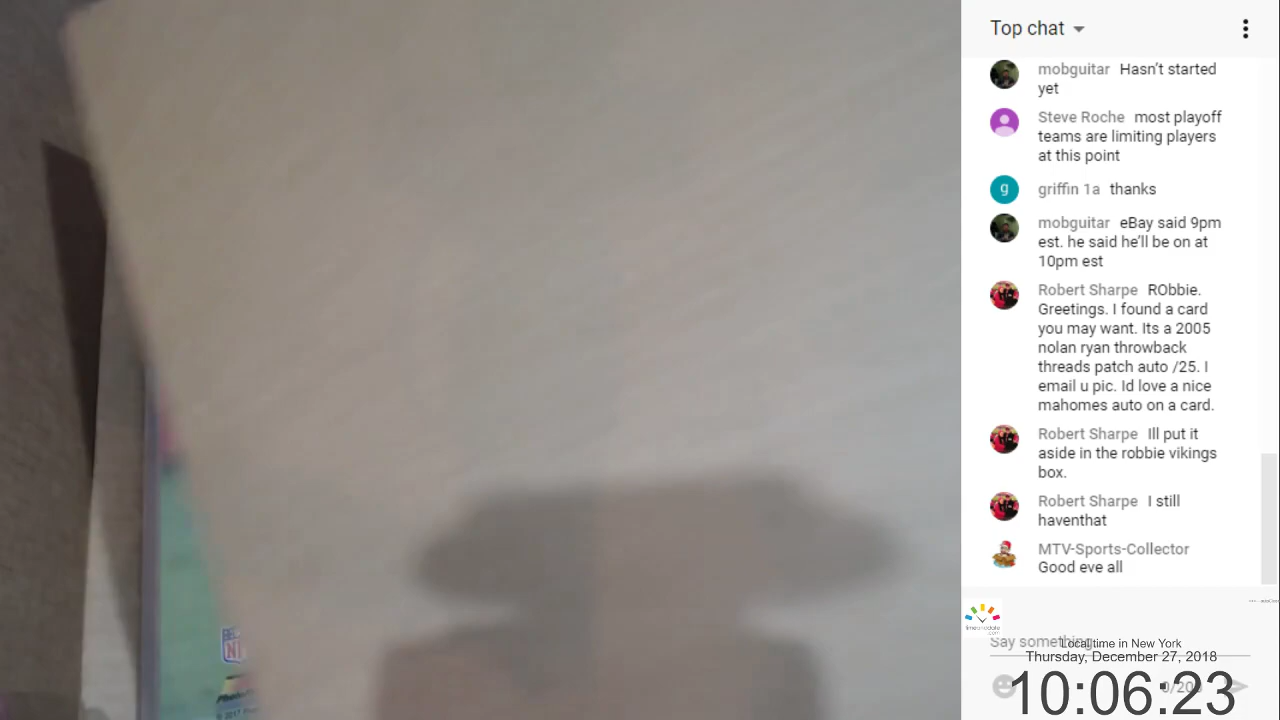 Top chat
mobguitar Hasn't started
yet
Steve Roche most playoff
teams are limiting players
at this point
griffin 1a thanks
mobguitar eBay said 9pm
est. he said he'll be on at
10pm est
Robert Sharpe RObbie.
Greetings. I found a card
you may want. Its a 2005
nolan ryan throwback
threads patch auto /25. I
email u pic. Id love a nice
mahomes auto on a card.
Robert Sharpe Ill put it
aside in the robbie vikings
box.
Robert Sharpe I still
haventhat
MTV-Sports-Collector
Good eve all
Say something
Local time in New York
Thursday, December 27, 2018
10:06:23